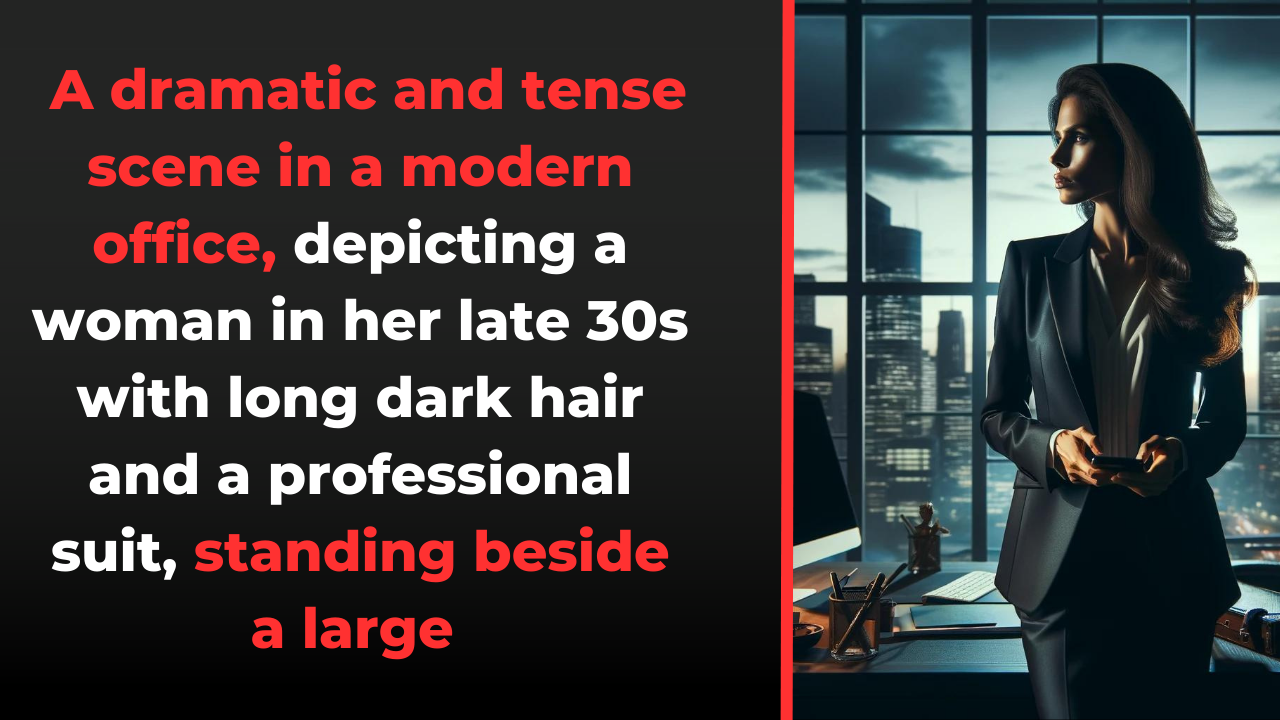 A dramatic and tense
scene in a modern
office, depicting a
woman in her late 30s
with long dark hair
and a professional
suit, standing beside
a large